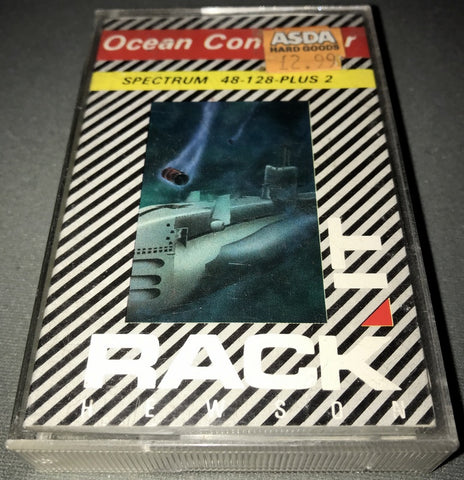 Ocean Con r
ASDA
HARD GOODS
12.99
SPECTRUM 48-128-PLUS 2
RACK-IT
HEWSON